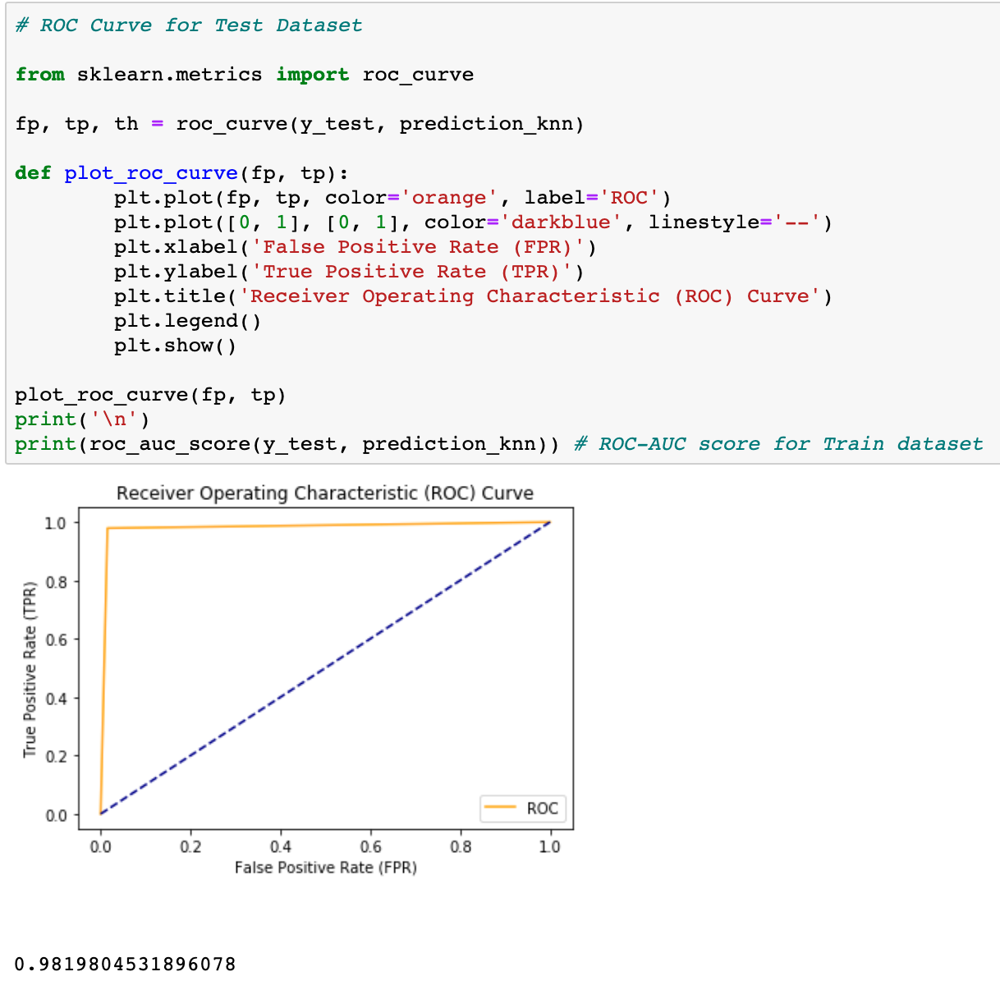 # ROC Curve for Test Dataset
from sklearn.metrics import roc_curve
fp, tp, th = roc_curve(y_test, prediction_knn)
def plot_roc_curve(fp, tp):
plt.plot(fp, tp, color='orange', label='ROC')
plt.plot([0, 1], [0, 1], color='darkblue', linestyle='--')
plt.xlabel('False Positive Rate (FPR)')
plt.ylabel('True Positive Rate (TPR)')
plt.title('Receiver Operating Characteristic (ROC) Curve')
plt.legend()
plt.show()
plot_roc_curve(fp, tp)
print('\n')
print(roc_auc_score(y_test, prediction_knn)) # ROC-AUC score for Train dataset
Receiver Operating Characteristic (ROC) Curve
1.0
0.8
0.6
0.4
0.2
0.0
True Positive Rate (TPR)
ROC
0.0 0.2 0.4 0.6 0.8 1.0
False Positive Rate (FPR)
0.9819804531896078